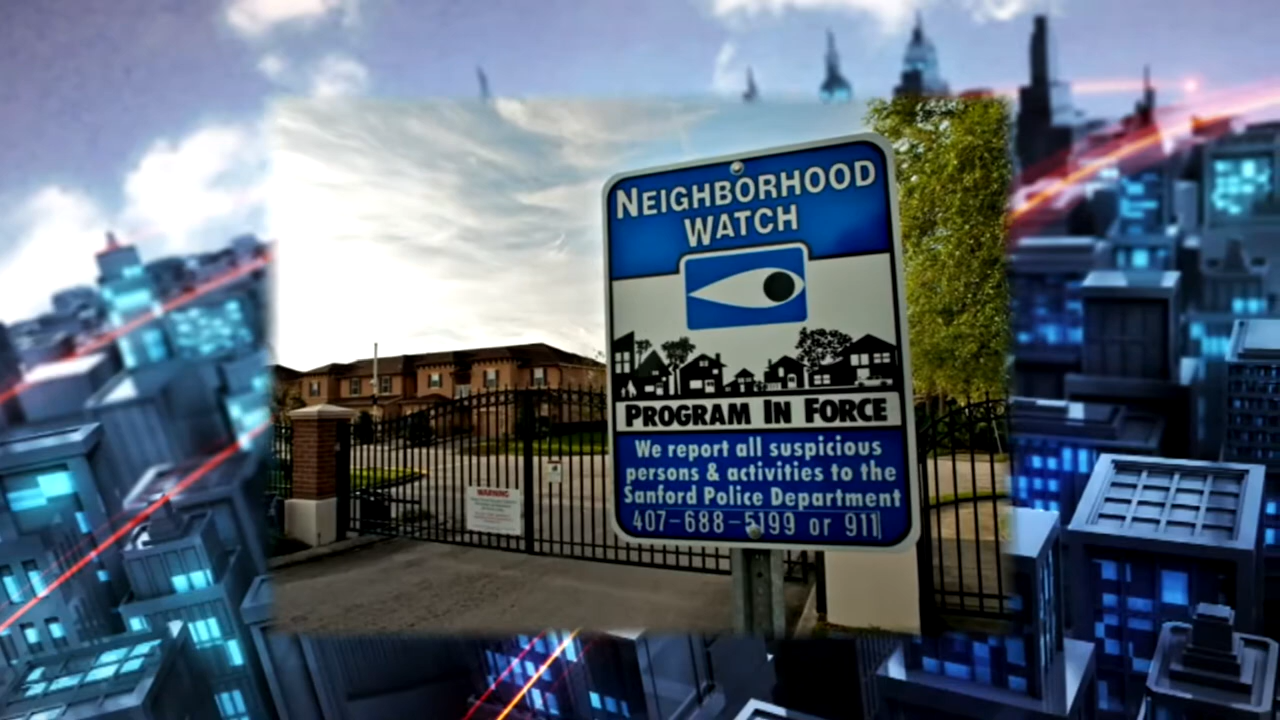 NEIGHBORHOOD
WATCH
PROGRAM IN FORCE
We report all suspicious
persons & activities to the
Sanford Police Department
407-688-5199 or 911
WARNING